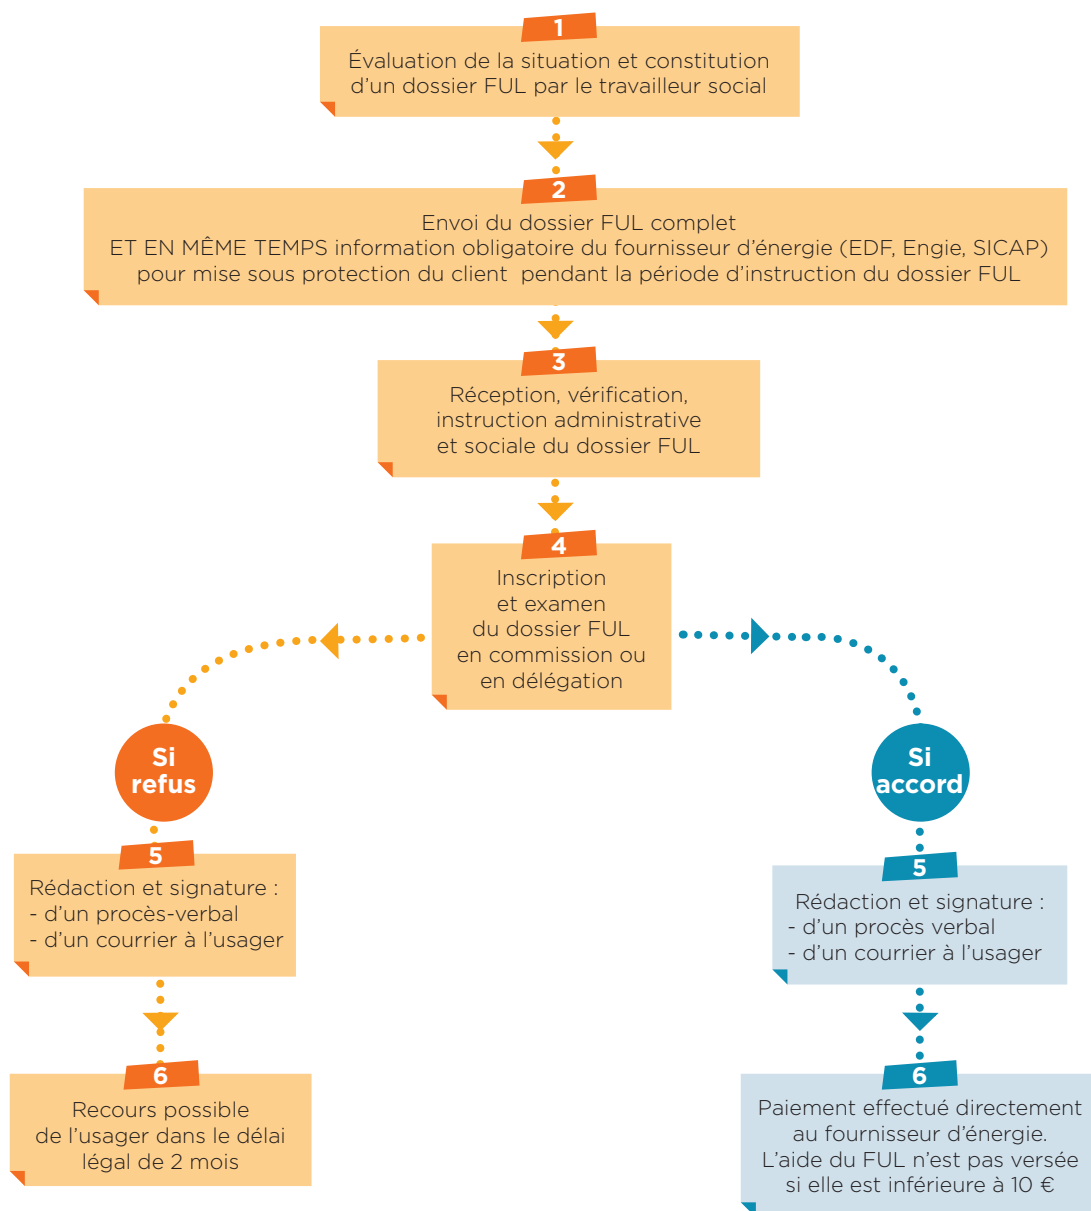 1
Évaluation de la situation et constitution
d’un dossier FUL par le travailleur social
2
Envoi du dossier FUL complet
ET EN MÊME TEMPS information obligatoire du fournisseur d’énergie (EDF, Engie, SICAP)
pour mise sous protection du client pendant la période d’instruction du dossier FUL
3
Réception, vérification,
instruction administrative
et sociale du dossier FUL
4
Inscription
et examen
du dossier FUL
en commission ou
en délégation
Si
refus
5
Rédaction et signature :
- d’un procès-verbal
- d’un courrier à l’usager
6
Recours possible
de l’usager dans le délai
légal de 2 mois
Si
accord
5
Rédaction et signature :
- d’un procès verbal
- d’un courrier à l’usager
6
Paiement effectué directement
au fournisseur d’énergie.
L’aide du FUL n’est pas versée
si elle est inférieure à 10 €